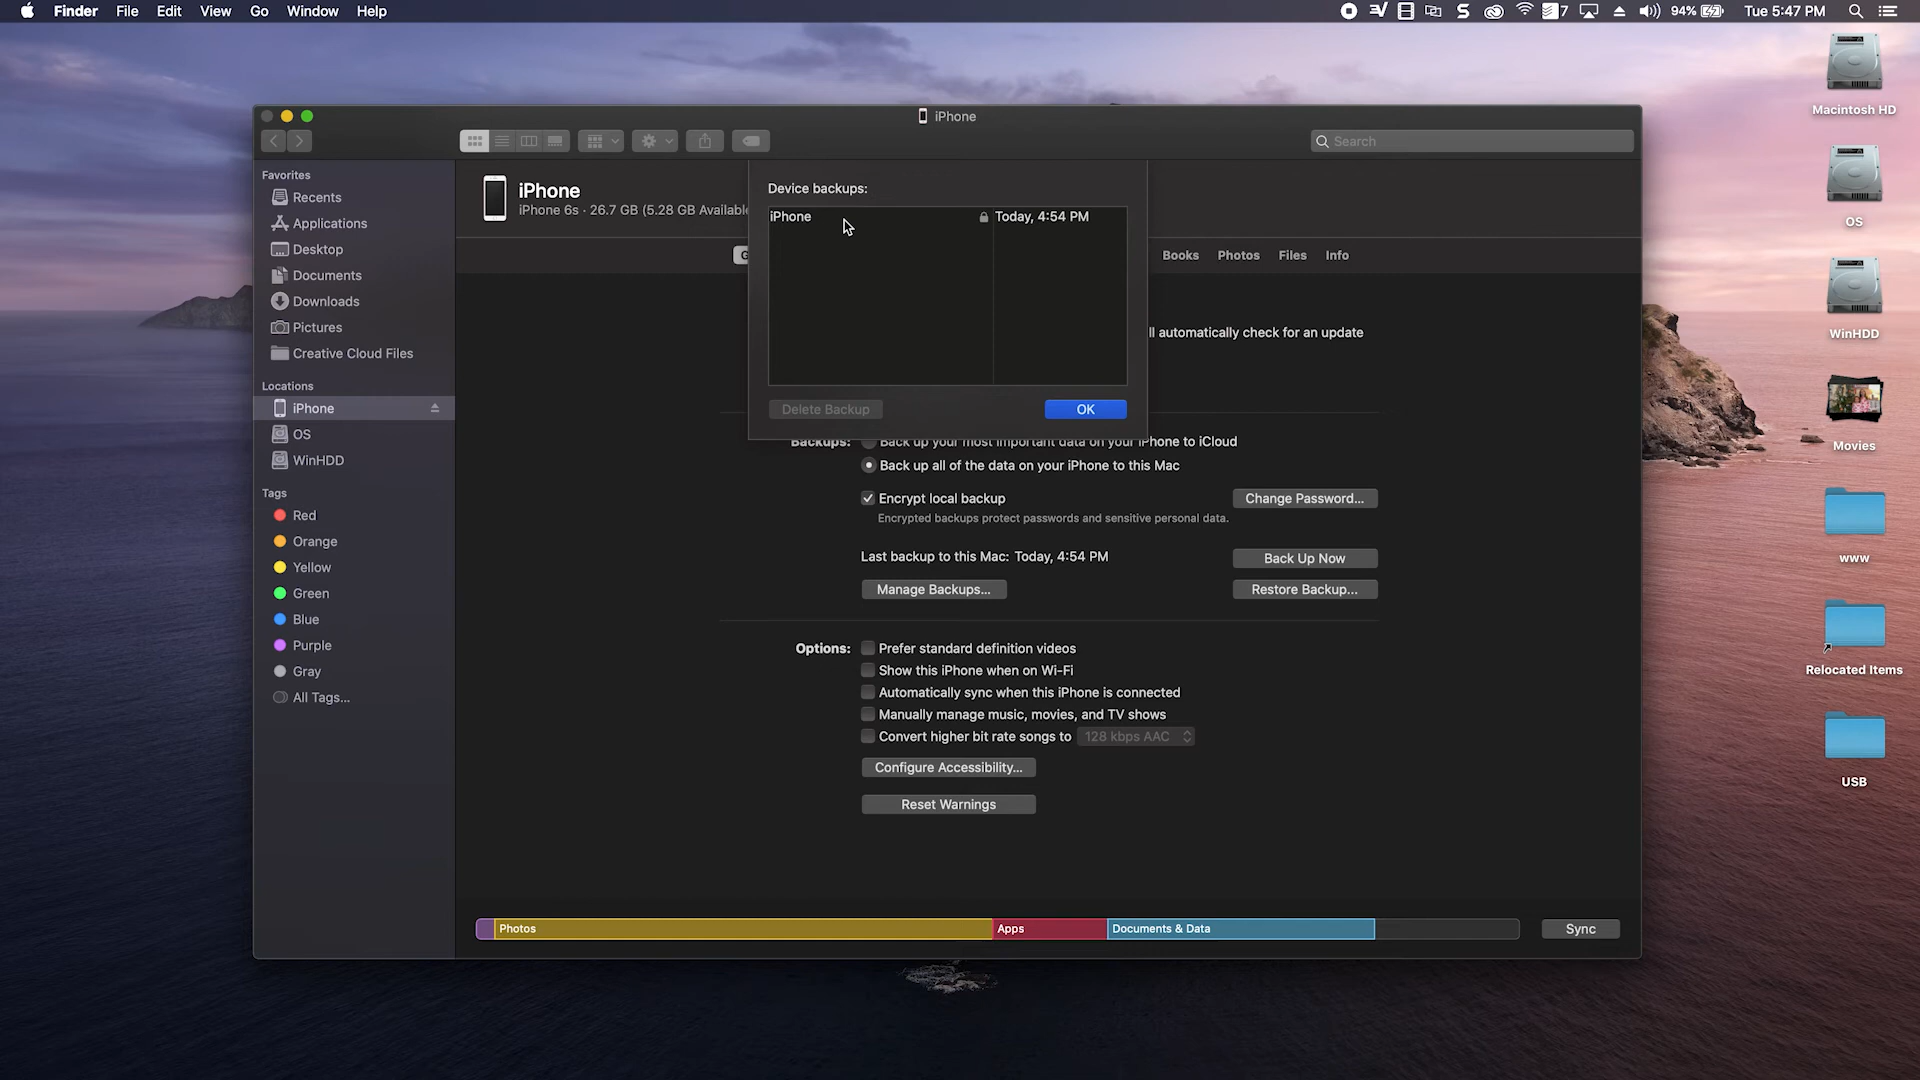 Finder File Edit View Go Window Help
7 94% Tue 5:47 PM
iPhone
Search
Favorites
Recents
Applications
Desktop
Documents
Downloads
Pictures
Creative Cloud Files
Locations
iPhone
OS
WinHDD
Tags
Red
Orange
Yellow
Green
Blue
Purple
Gray
All Tags...
iPhone
iPhone 6s · 26.7 GB (5.28 GB Availabl
Books Photos Files Info
Device backups:
iPhone Today, 4:54 PM
Delete Backup OK
ll automatically check for an update
Backups: Back up your most important data on your iPhone to iCloud
Back up all of the data on your iPhone to this Mac
Encrypt local backup Change Password...
Encrypted backups protect passwords and sensitive personal data.
Last backup to this Mac: Today, 4:54 PM Back Up Now
Manage Backups... Restore Backup...
Options: Prefer standard definition videos
Show this iPhone when on Wi-Fi
Automatically sync when this iPhone is connected
Manually manage music, movies, and TV shows
Convert higher bit rate songs to 128 kbps AAC
Configure Accessibility...
Reset Warnings
Photos Apps Documents & Data Sync
Macintosh HD
OS
WinHDD
Movies
www
Relocated Items
USB